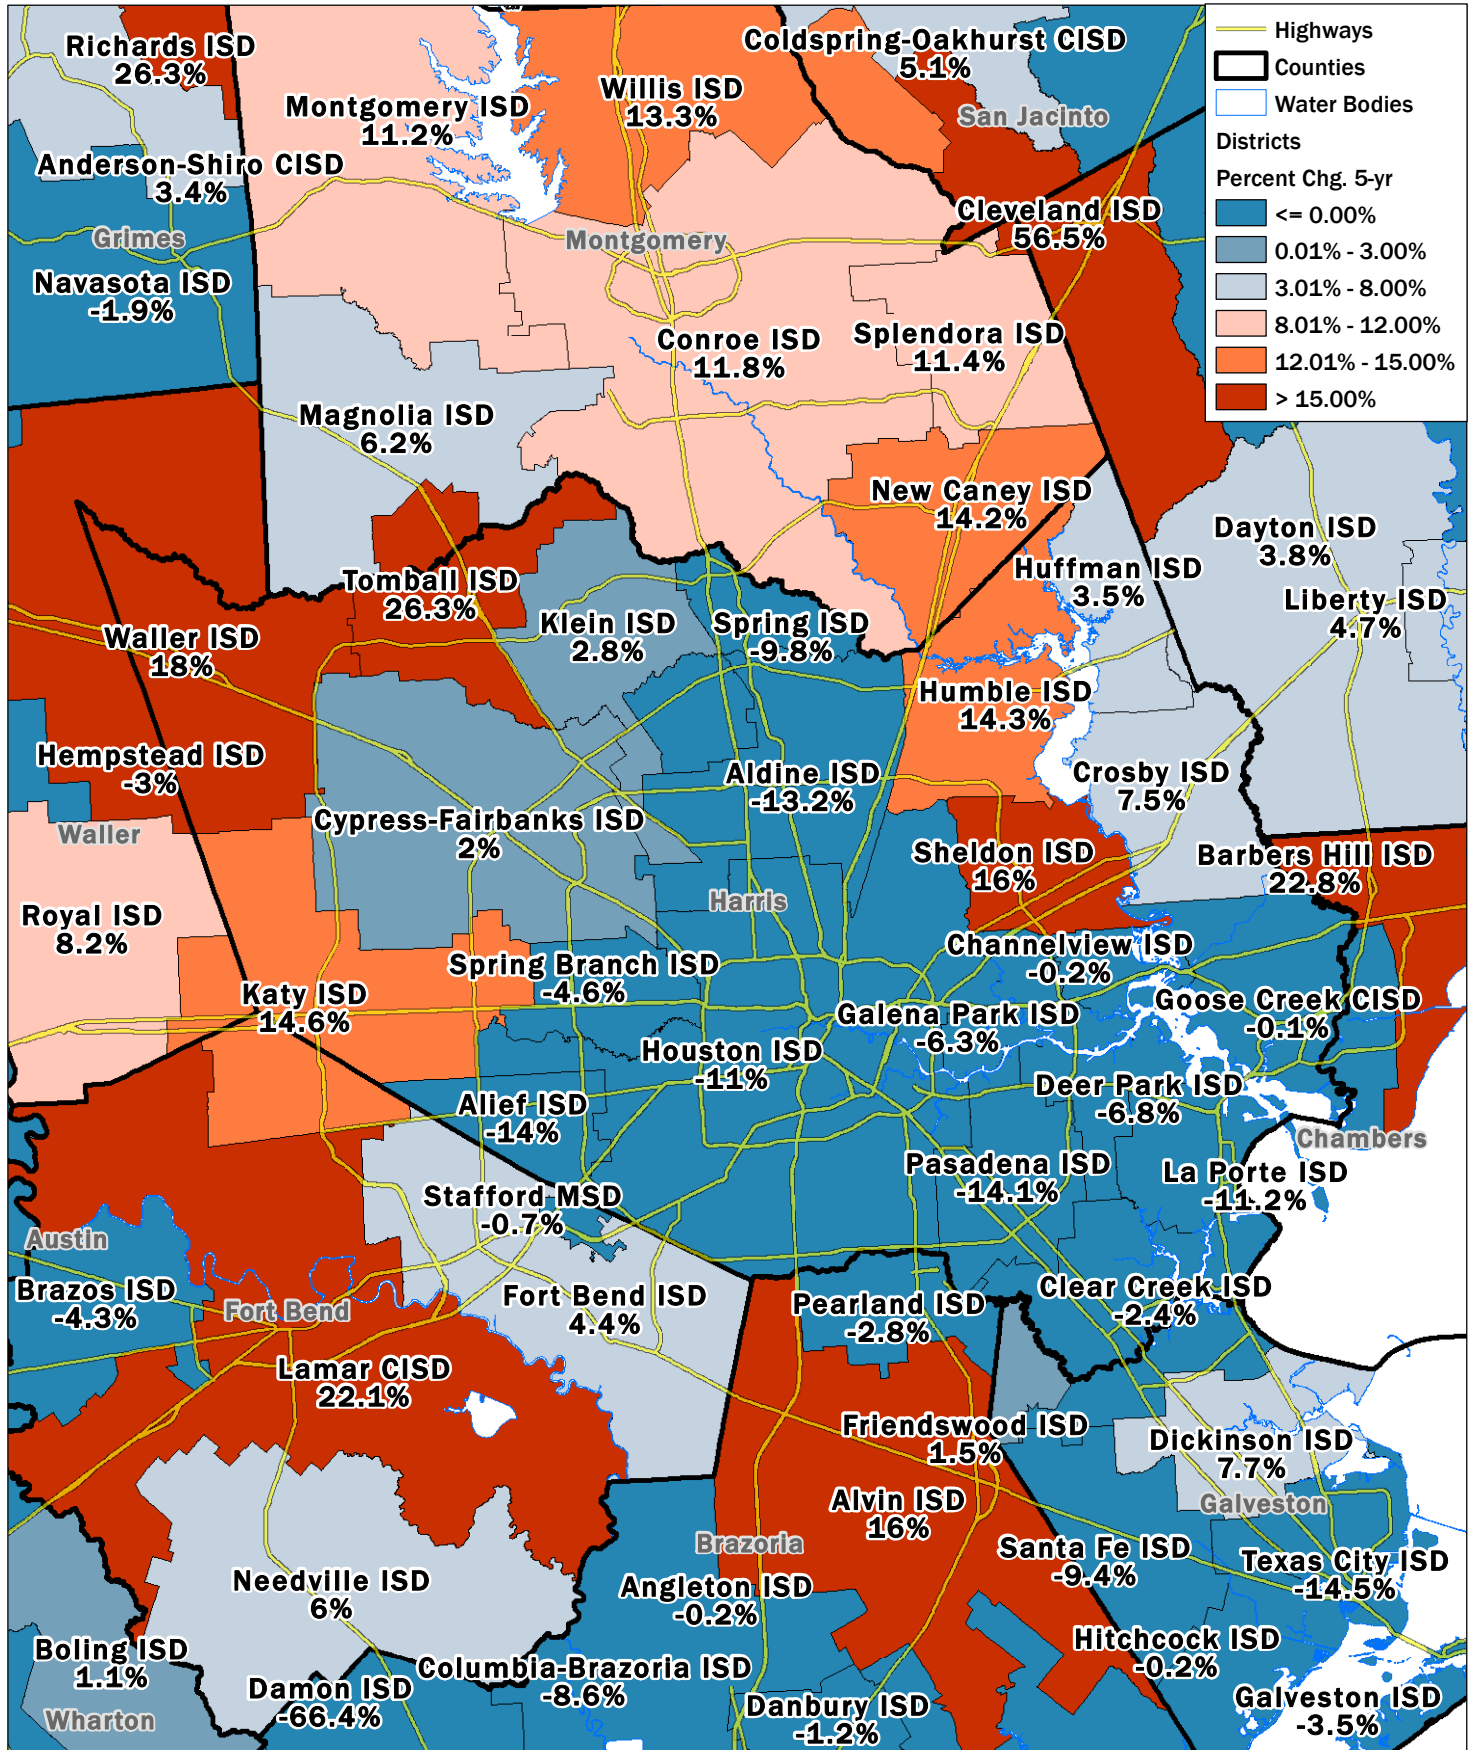 Richards ISD
26.3%
Coldspring-Oakhurst CISD
5.1%
Highways
Counties
Water Bodies
Districts
Percent Chg. 5-yr
<= 0.00%
0.01% - 3.00%
3.01% - 8.00%
8.01% - 12.00%
12.01% - 15.00%
> 15.00%
Montgomery ISD
11.2%
Willis ISD
13.3%
San Jacinto
Anderson-Shiro CISD
3.4%
Cleveland ISD
56.5%
Grimes
Montgomery
Navasota ISD
-1.9%
Conroe ISD
11.8%
Splendora ISD
11.4%
Magnolia ISD
6.2%
New Caney ISD
14.2%
Dayton ISD
3.8%
Huffman ISD
3.5%
Tomball ISD
26.3%
Liberty ISD
4.7%
Klein ISD
2.8%
Spring ISD
-9.8%
Waller ISD
18%
Humble ISD
14.3%
Hempstead ISD
-3%
Aldine ISD
-13.2%
Crosby ISD
7.5%
Cypress-Fairbanks ISD
2%
Waller
Sheldon ISD
16%
Barbers Hill ISD
22.8%
Harris
Royal ISD
8.2%
Channelview ISD
-0.2%
Spring Branch ISD
-4.6%
Katy ISD
14.6%
Goose Creek CISD
-0.1%
Galena Park ISD
-6.3%
Houston ISD
-11%
Deer Park ISD
-6.8%
Alief ISD
-14%
Chambers
Pasadena ISD
-14.1%
La Porte ISD
-11.2%
Stafford MSD
-0.7%
Austin
Brazos ISD
-4.3%
Clear Creek ISD
-2.4%
Fort Bend ISD
4.4%
Fort Bend
Pearland ISD
-2.8%
Lamar CISD
22.1%
Friendswood ISD
1.5%
Dickinson ISD
7.7%
Alvin ISD
16%
Galveston
Brazoria
Santa Fe ISD
-9.4%
Texas City ISD
-14.5%
Needville ISD
6%
Angleton ISD
-0.2%
Hitchcock ISD
-0.2%
Boling ISD
1.1%
Columbia-Brazoria ISD
-8.6%
Damon ISD
-66.4%
Danbury ISD
-1.2%
Galveston ISD
-3.5%
Wharton